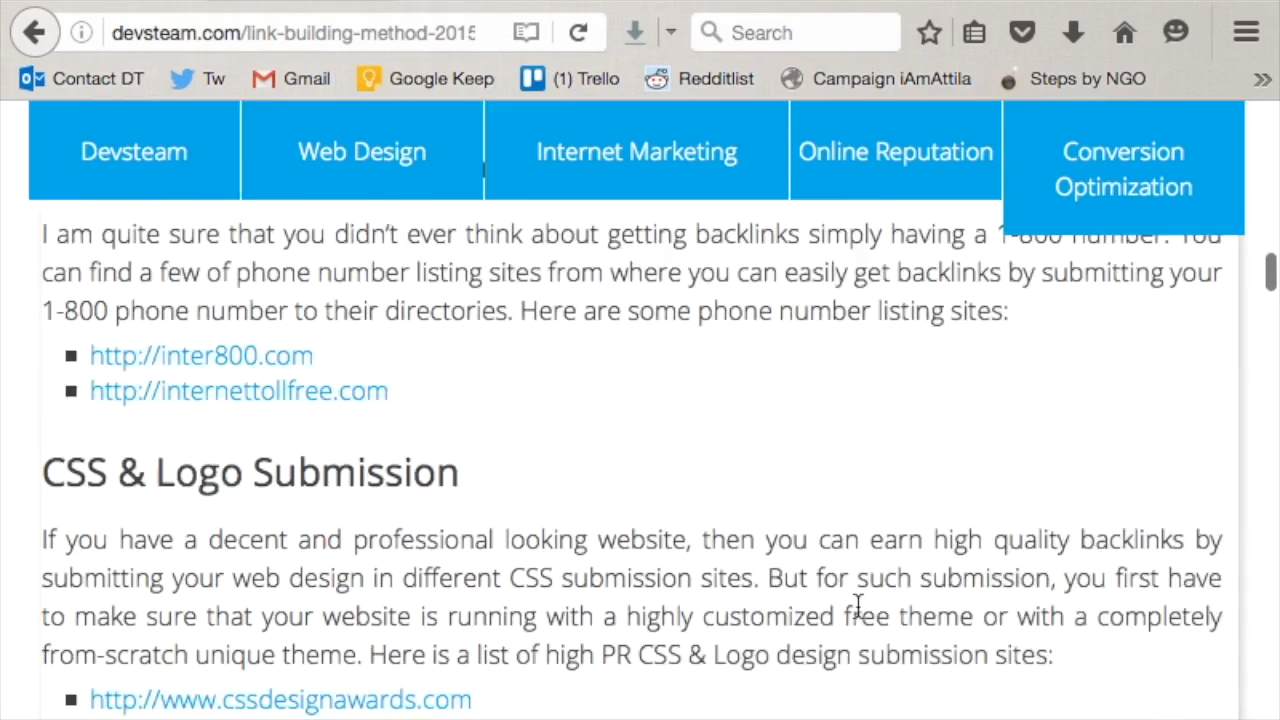 devsteam.com/link-building-method-2015
Search
Contact DT Tw Gmail Google Keep (1) Trello Redditlist Campaign iAmAttila Steps by NGO
Devsteam Web Design Internet Marketing Online Reputation Conversion
Optimization
I am quite sure that you didn’t ever think about getting backlinks simply having a 1-800 number. You
can find a few of phone number listing sites from where you can easily get backlinks by submitting your
1-800 phone number to their directories. Here are some phone number listing sites:
http://inter800.com
http://internettollfree.com
CSS & Logo Submission
If you have a decent and professional looking website, then you can earn high quality backlinks by
submitting your web design in different CSS submission sites. But for such submission, you first have
to make sure that your website is running with a highly customized free theme or with a completely
from-scratch unique theme. Here is a list of high PR CSS & Logo design submission sites:
http://www.cssdesignawards.com